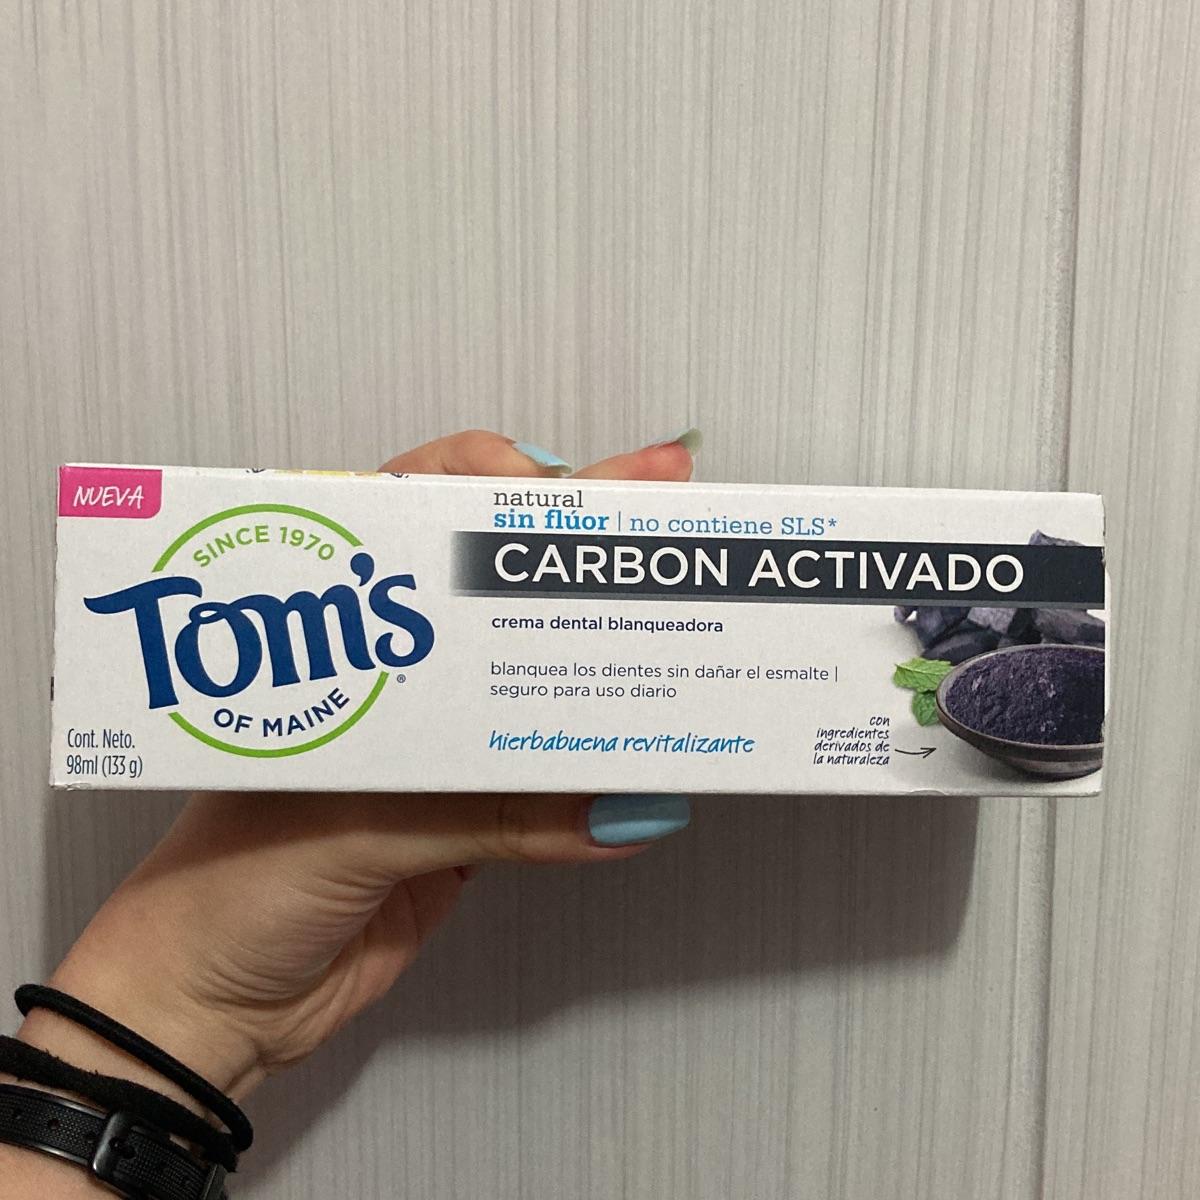 NUEVA
SINCE 1970
Tom's
OF MAINE
®
Cont. Neto.
98ml (133 g)
natural
sin flúor | no contiene SLS*
CARBON ACTIVADO
crema dental blanqueadora
blanquea los dientes sin dañar el esmalte |
seguro para uso diario
hierbabuena revitalizante
con
ingredientes
derivados de
la naturaleza